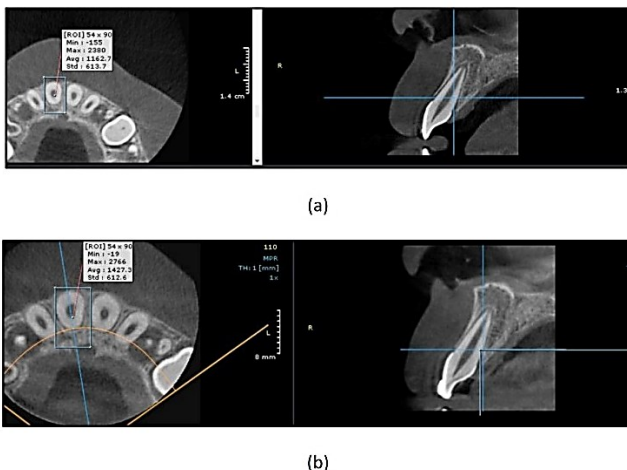 [ROI] 54 x 90
Min : -155
Max : 2380
Avg : 1162.7
Std : 613.7
L
1.4 cm
R
1.3
(a)
[ROI] 54 x 90
Min : -19
Max : 2766
Avg : 1427.3
Std : 612.6
110
MPR
TH: 1 [mm]
1x
L
8 mm
R
(b)